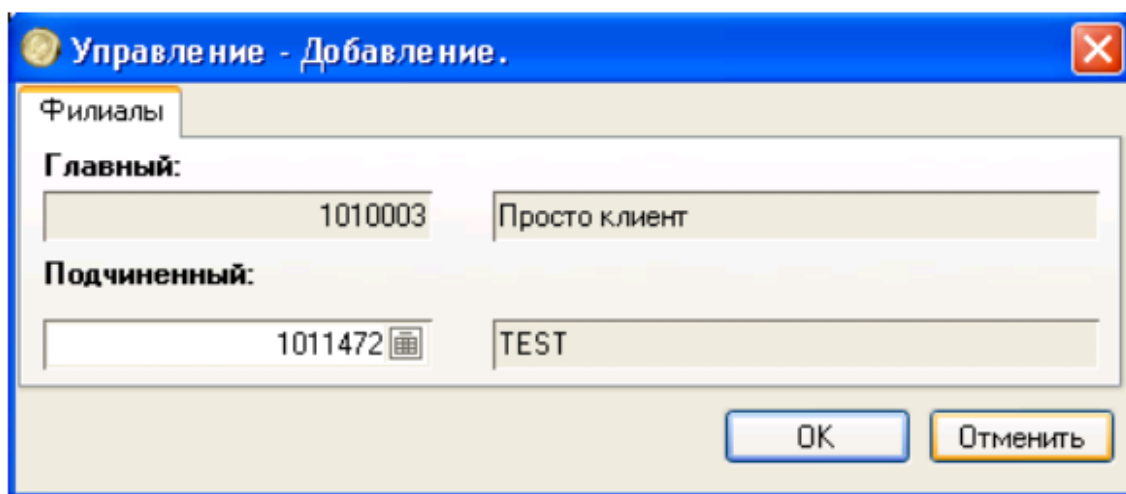 Управление - Добавление.
Филиалы
Главный:
1010003 Просто клиент
Подчиненный:
1011472 TEST
OK Отменить